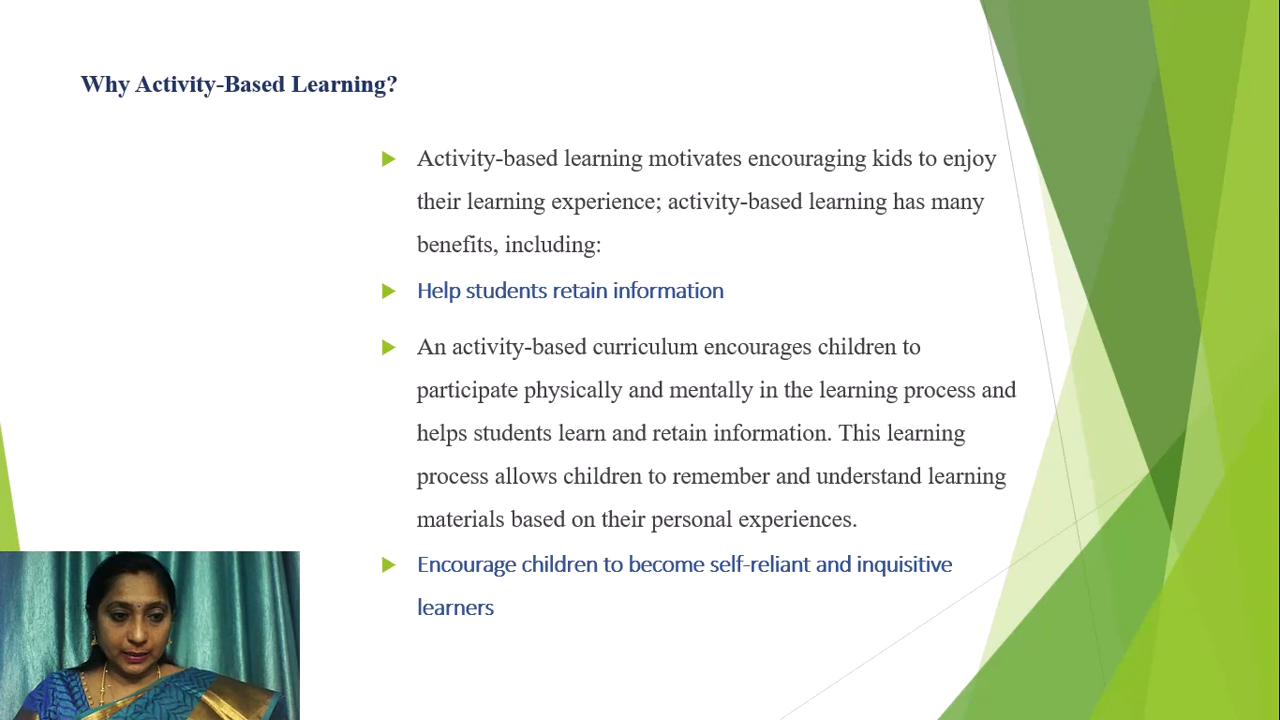 Why Activity-Based Learning?
Activity-based learning motivates encouraging kids to enjoy
their learning experience; activity-based learning has many
benefits, including:
Help students retain information
An activity-based curriculum encourages children to
participate physically and mentally in the learning process and
helps students learn and retain information. This learning
process allows children to remember and understand learning
materials based on their personal experiences.
Encourage children to become self-reliant and inquisitive
learners